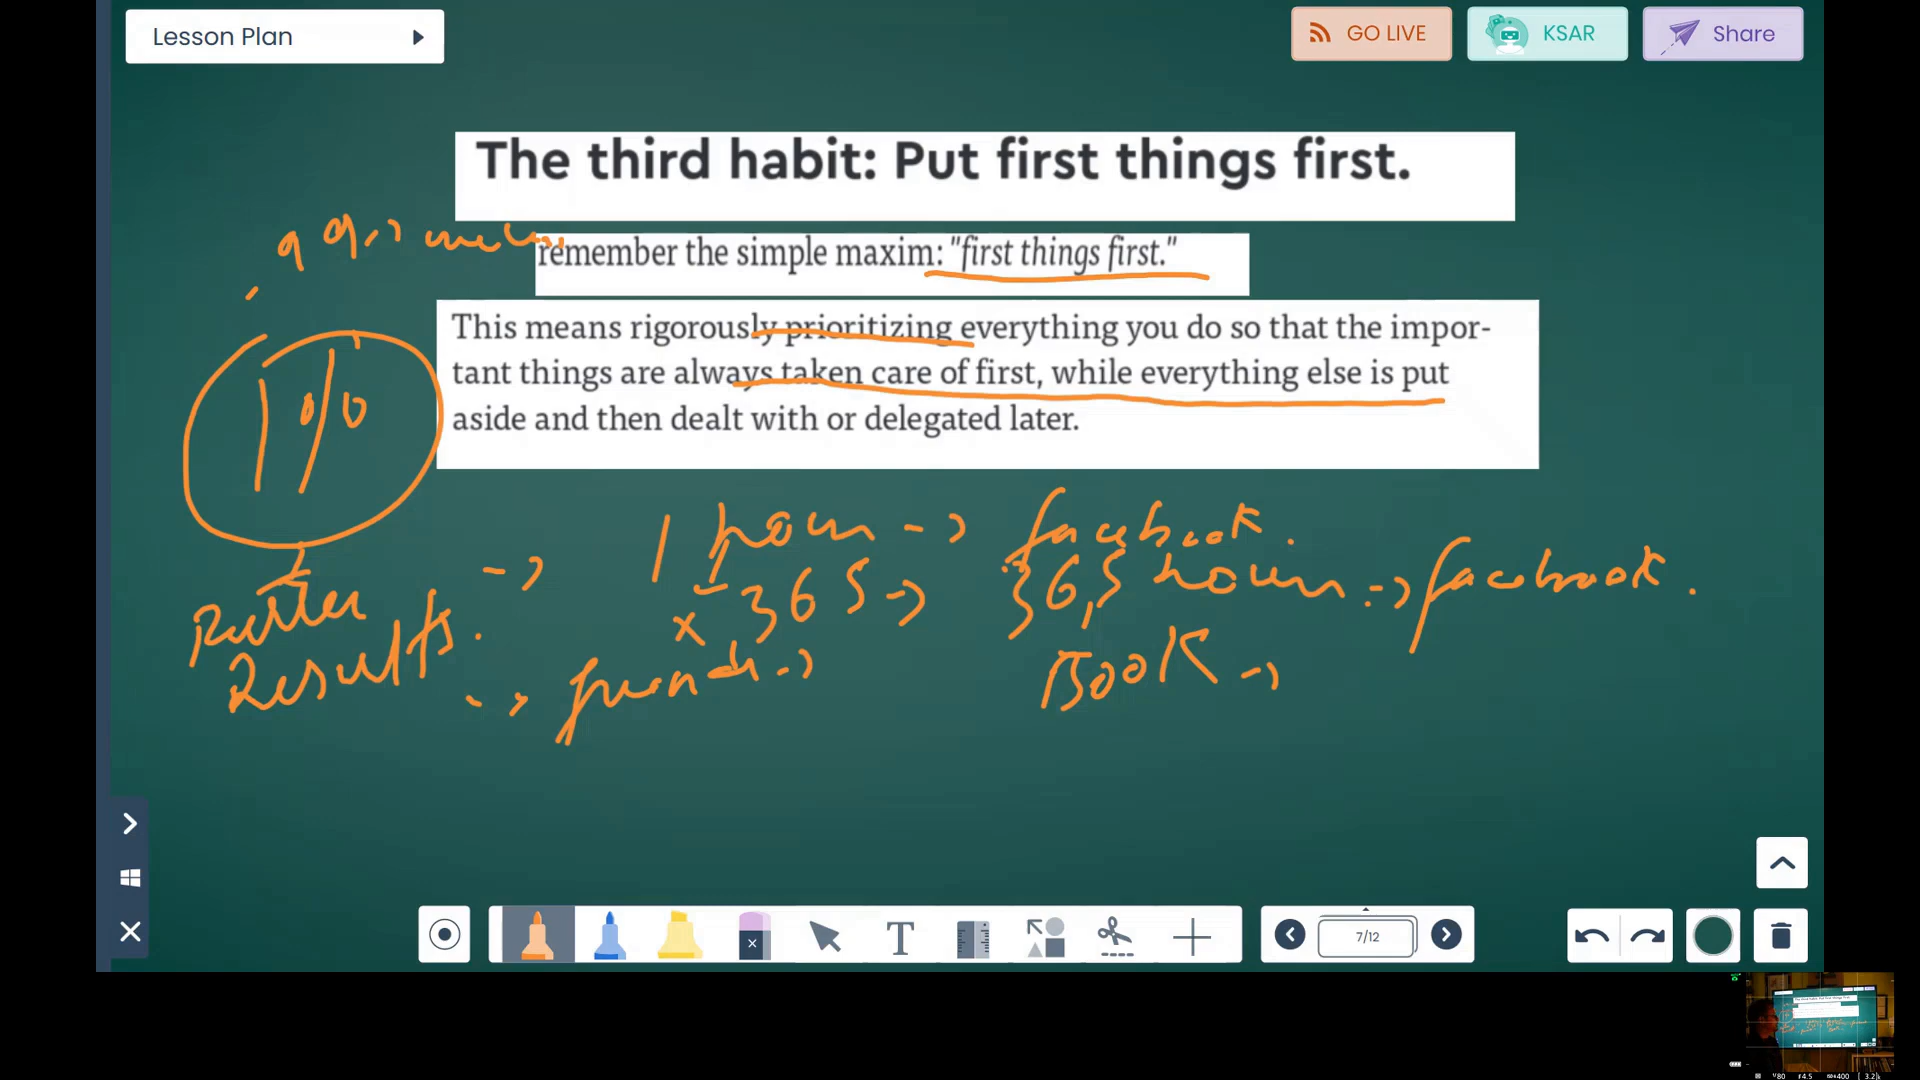 Lesson Plan
GO LIVE
KSAR
Share
The third habit: Put first things first.
remember the simple maxim: "first things first."
This means rigorously prioritizing everything you do so that the impor-
tant things are always taken care of first, while everything else is put
aside and then dealt with or delegated later.
1 %
1 hour -> facebook.
x 365 -> 365 hours -> facebook.
Better
Results.
-> friends ->
Book ->
7/12